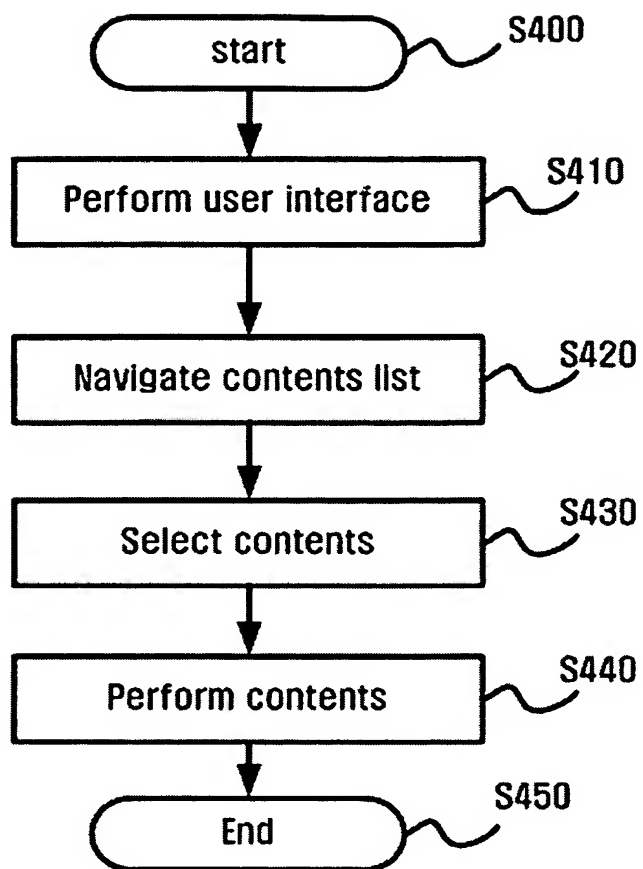 start
S400
Perform user interface
S410
Navigate contents list
S420
Select contents
S430
Perform contents
S440
End
S450